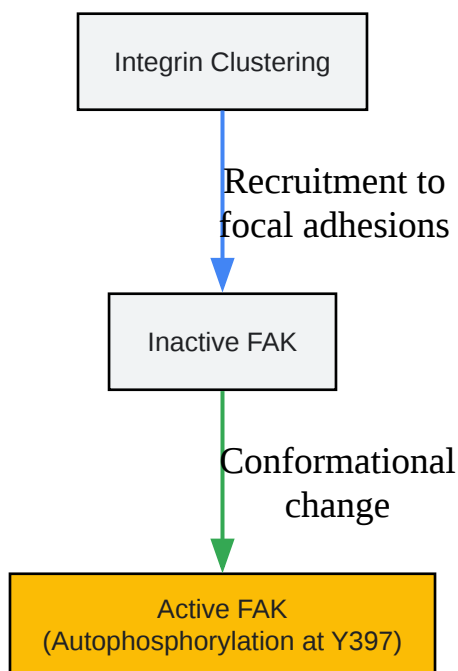 Integrin Clustering
Recruitment to
focal adhesions
Inactive FAK
Conformational
change
Active FAK
(Autophosphorylation at Y397)